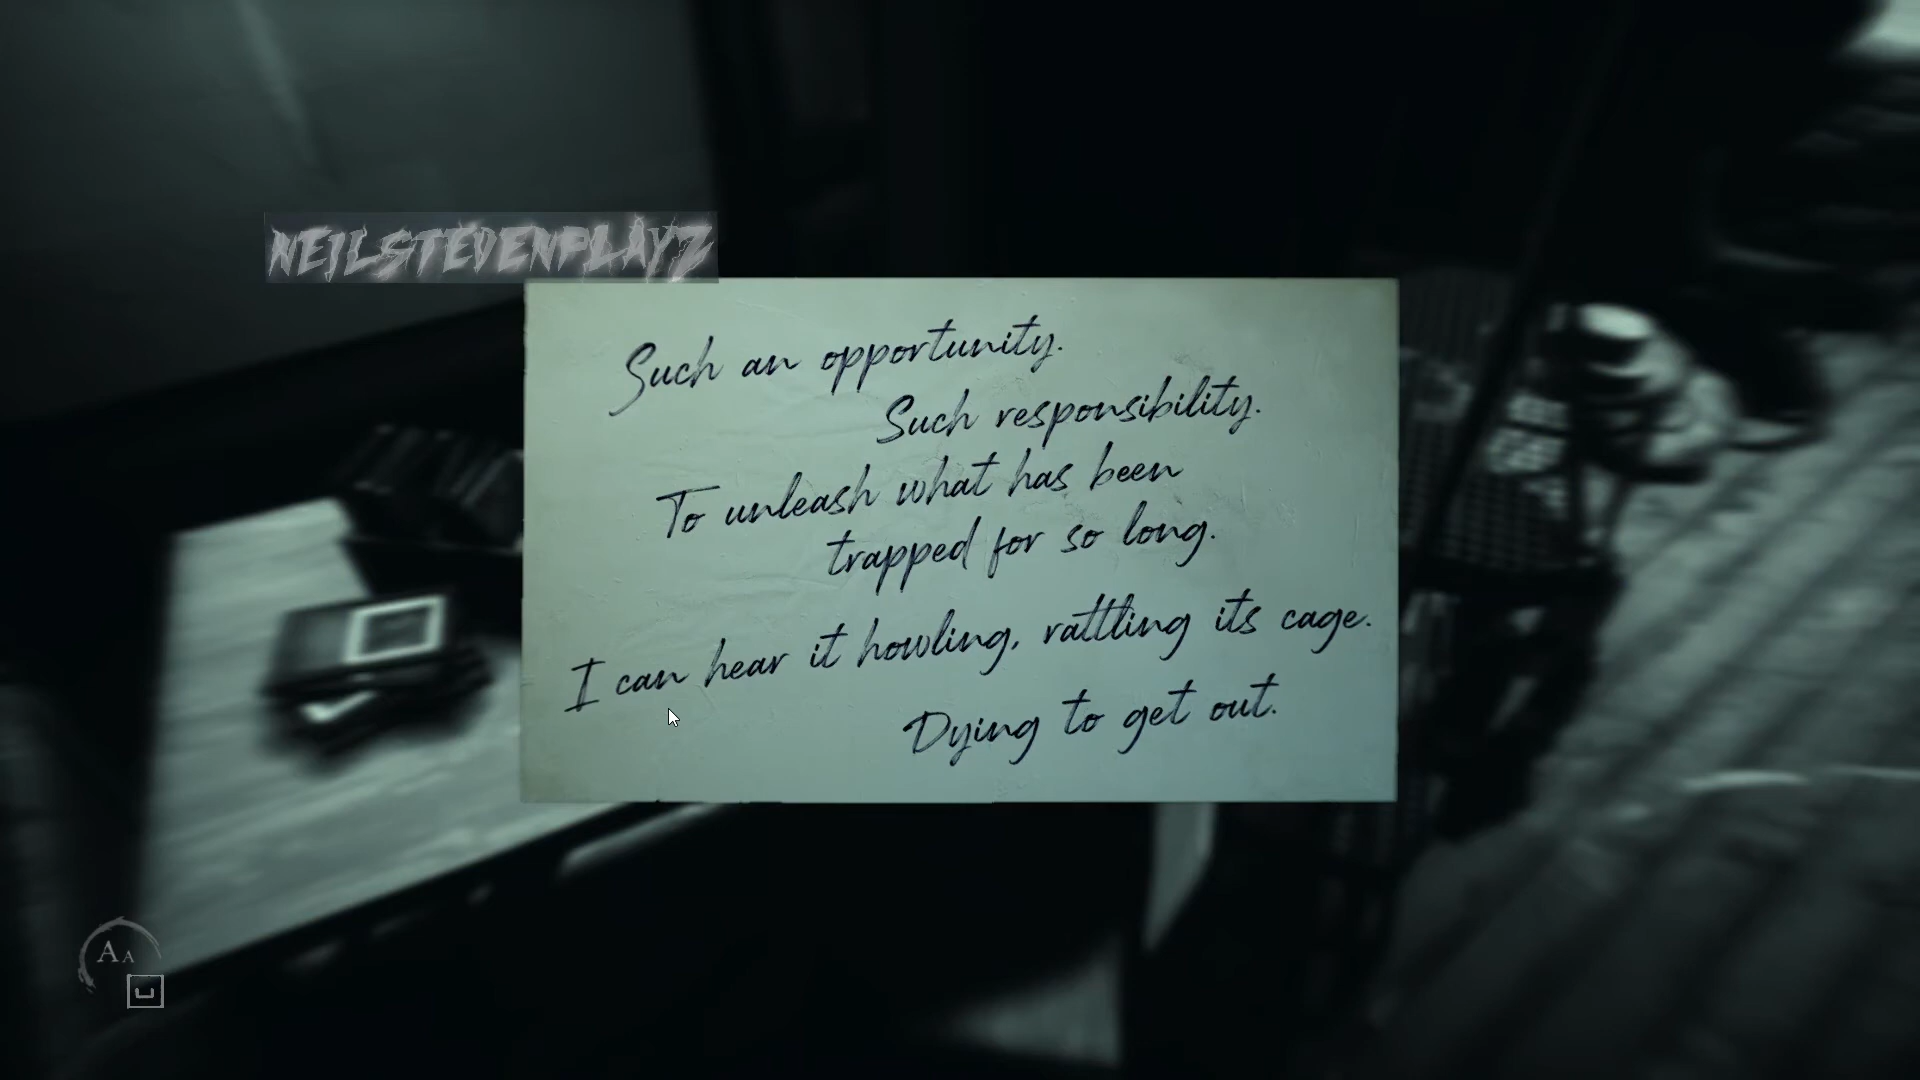 NEILSTEVENPLAYZ
Such an opportunity.
Such responsibility.
To unleash what has been
trapped for so long.
I can hear it howling, rattling its cage.
Dying to get out.
AA